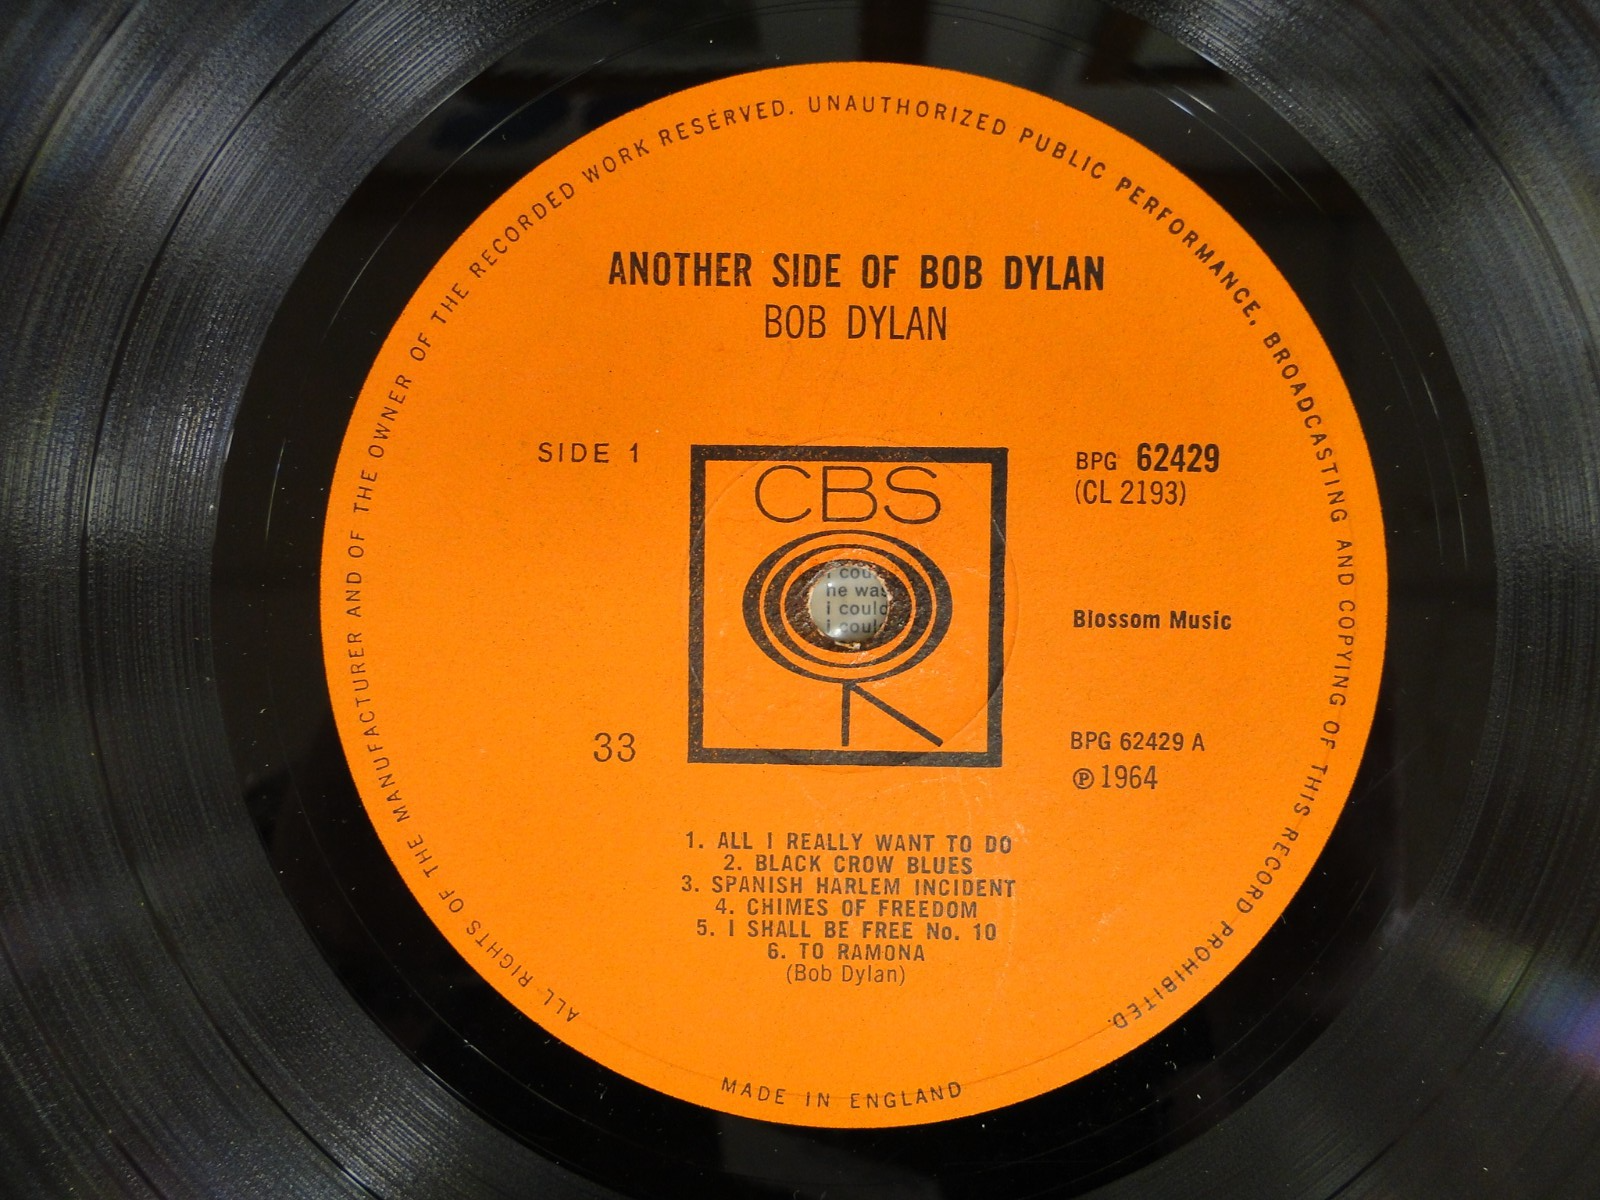 ALL RIGHTS OF THE MANUFACTURER AND OF THE OWNER OF THE RECORDED WORK RESERVED. UNAUTHORIZED PUBLIC PERFORMANCE, BROADCASTING AND COPYING OF THIS RECORD PROHIBITED.
ANOTHER SIDE OF BOB DYLAN
BOB DYLAN
SIDE 1
CBS
BPG 62429
(CL 2193)
he was
i could
Blossom Music
33
BPG 62429 A
℗ 1964
1. ALL I REALLY WANT TO DO
2. BLACK CROW BLUES
3. SPANISH HARLEM INCIDENT
4. CHIMES OF FREEDOM
5. I SHALL BE FREE No. 10
6. TO RAMONA
(Bob Dylan)
MADE IN ENGLAND